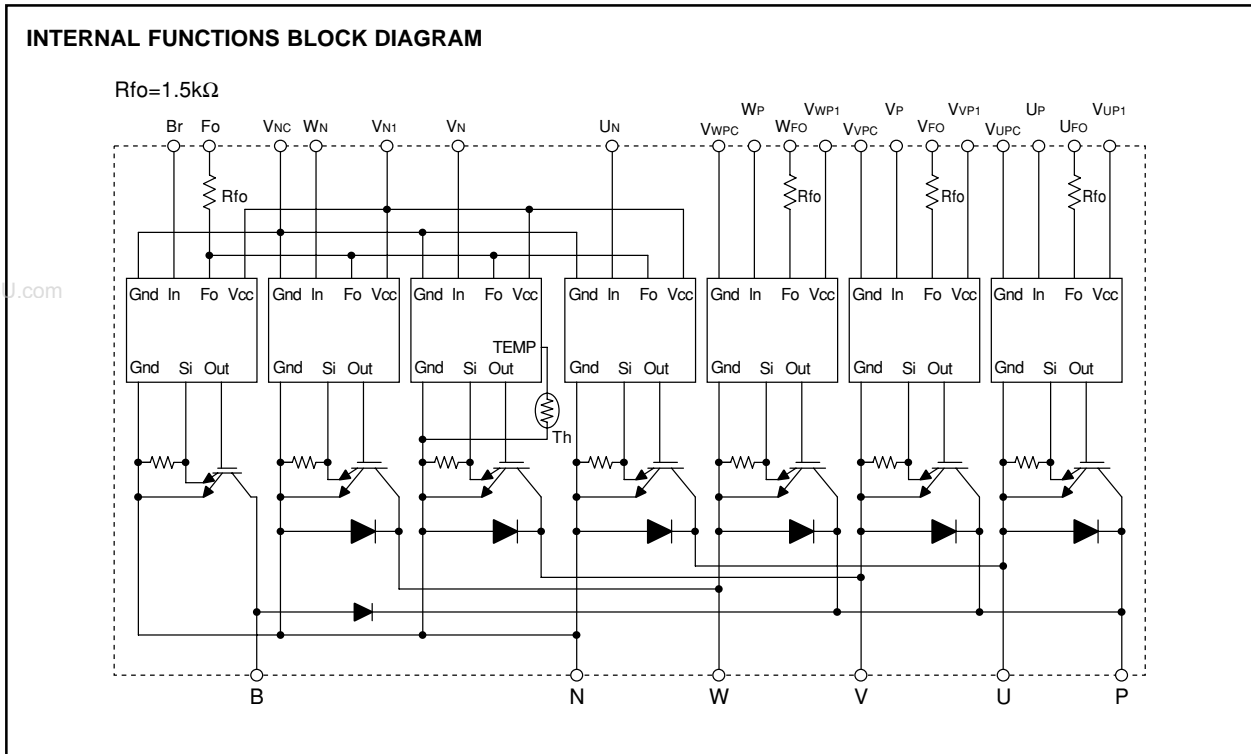 INTERNAL FUNCTIONS BLOCK DIAGRAM
Rfo=1.5kΩ
Br Fo VNC WN VN1 VN UN VWPC WP WFO VWP1 VVPC VP VFO VVP1 VUPC UP UFO VUP1
Rfo Rfo Rfo Rfo
U.com
Gnd In Fo Vcc Gnd In Fo Vcc Gnd In Fo Vcc Gnd In Fo Vcc Gnd In Fo Vcc Gnd In Fo Vcc Gnd In Fo Vcc
TEMP
Gnd Si Out Gnd Si Out Gnd Si Out Gnd Si Out Gnd Si Out Gnd Si Out Gnd Si Out
Th
B N W V U P